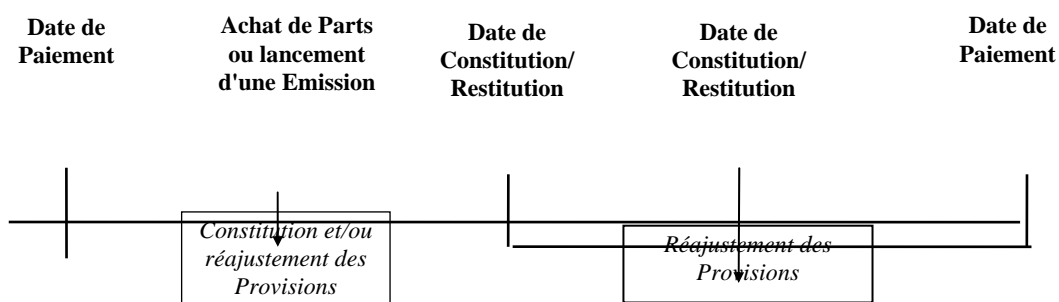 Date de
Paiement
Achat de Parts
ou lancement
d'une Emission
Date de
Constitution/
Restitution
Date de
Constitution/
Restitution
Date de
Paiement
Constitution et/ou
réajustement des
Provisions
Réajustement des
Provisions